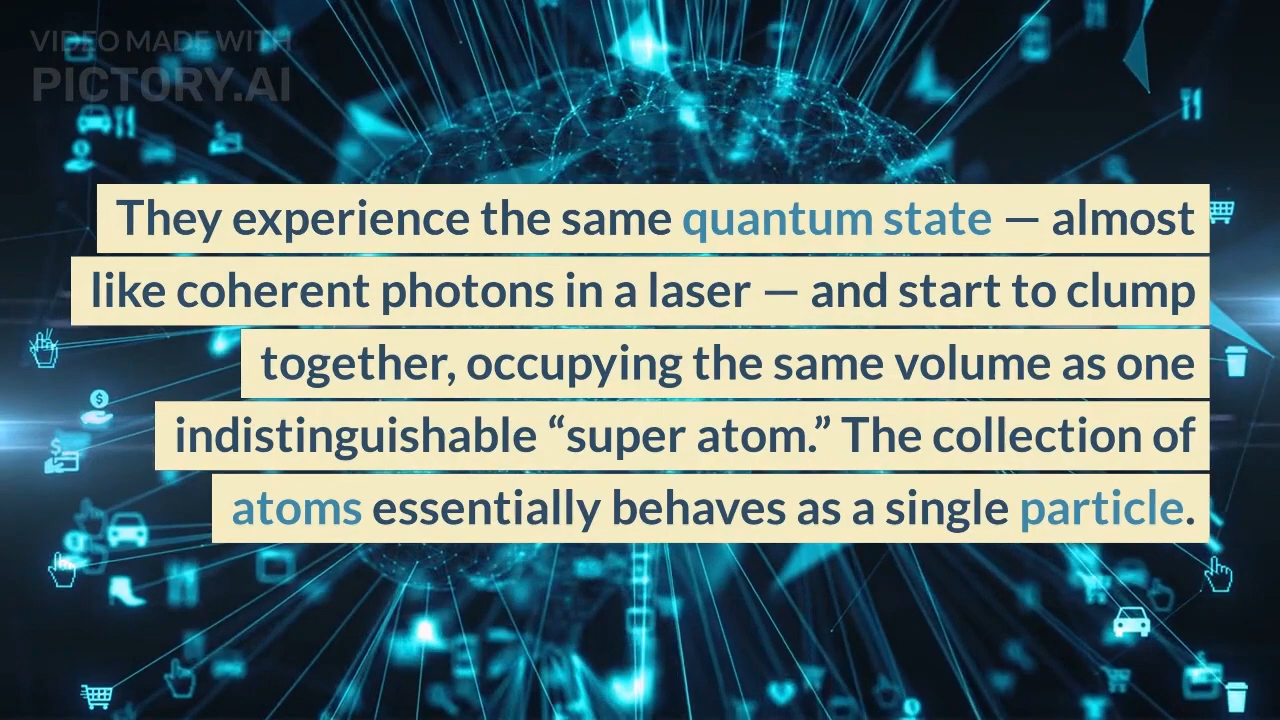 VIDEO MADE WITH
PICTORY.AI
They experience the same quantum state — almost
like coherent photons in a laser — and start to clump
together, occupying the same volume as one
indistinguishable “super atom.” The collection of
atoms essentially behaves as a single particle.